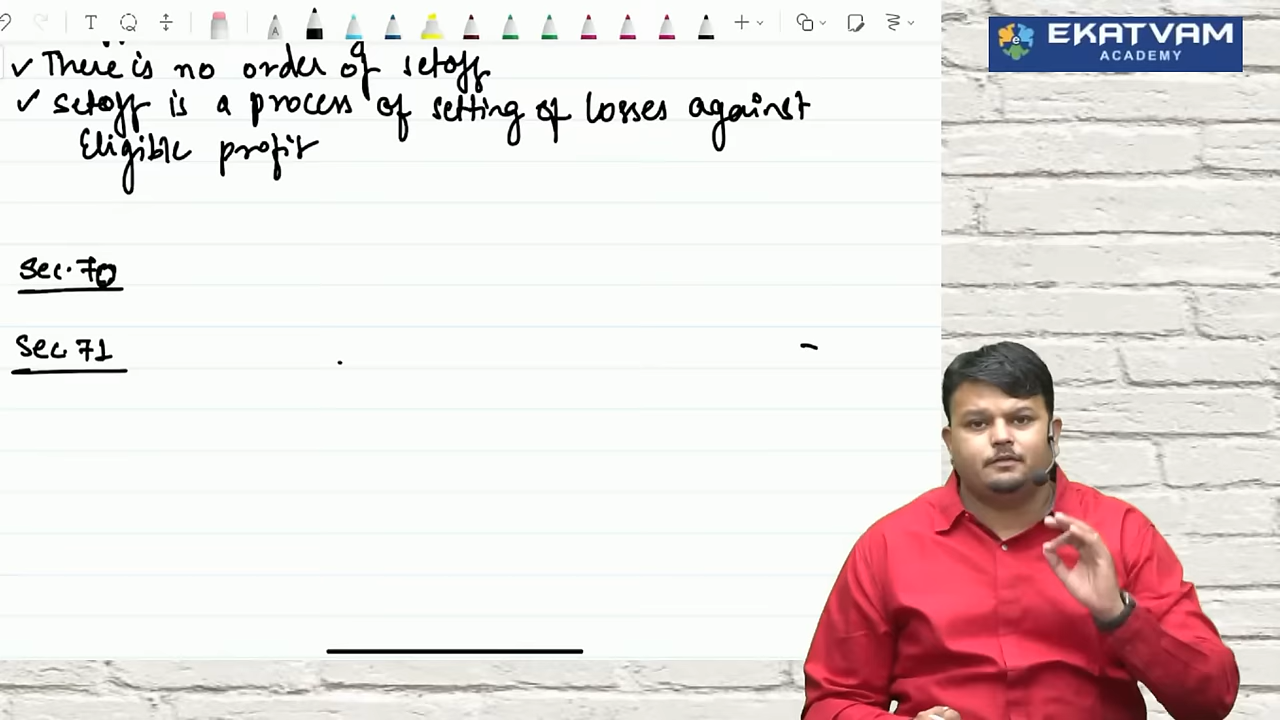 EKATVAM
ACADEMY
✓ There is no order of setoff
✓ Setoff is a process of setting of losses against
Eligible profit
Sec. 70
Sec. 71